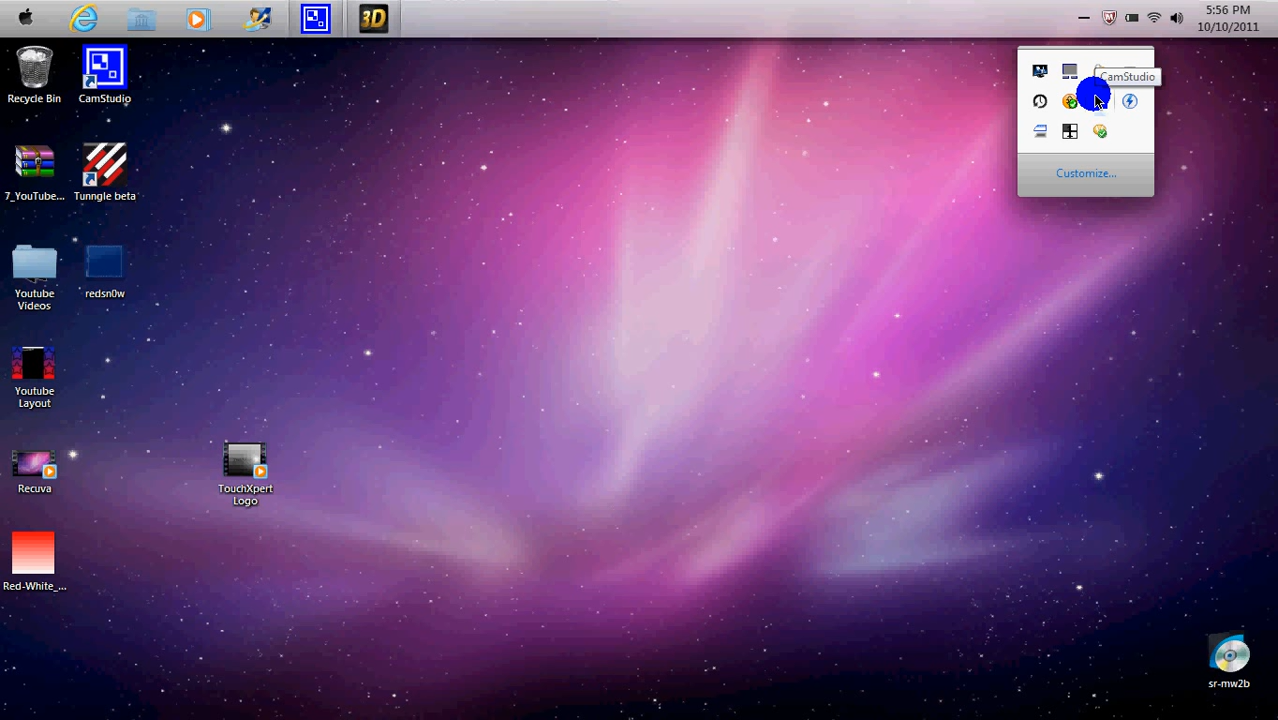 3D
5:56 PM
10/10/2011
CamStudio
Customize...
Recycle Bin
CamStudio
7_YouTube...
Tunngle beta
Youtube
Videos
redsn0w
Youtube
Layout
Recuva
TouchXpert
Logo
Red-White_...
sr-mw2b